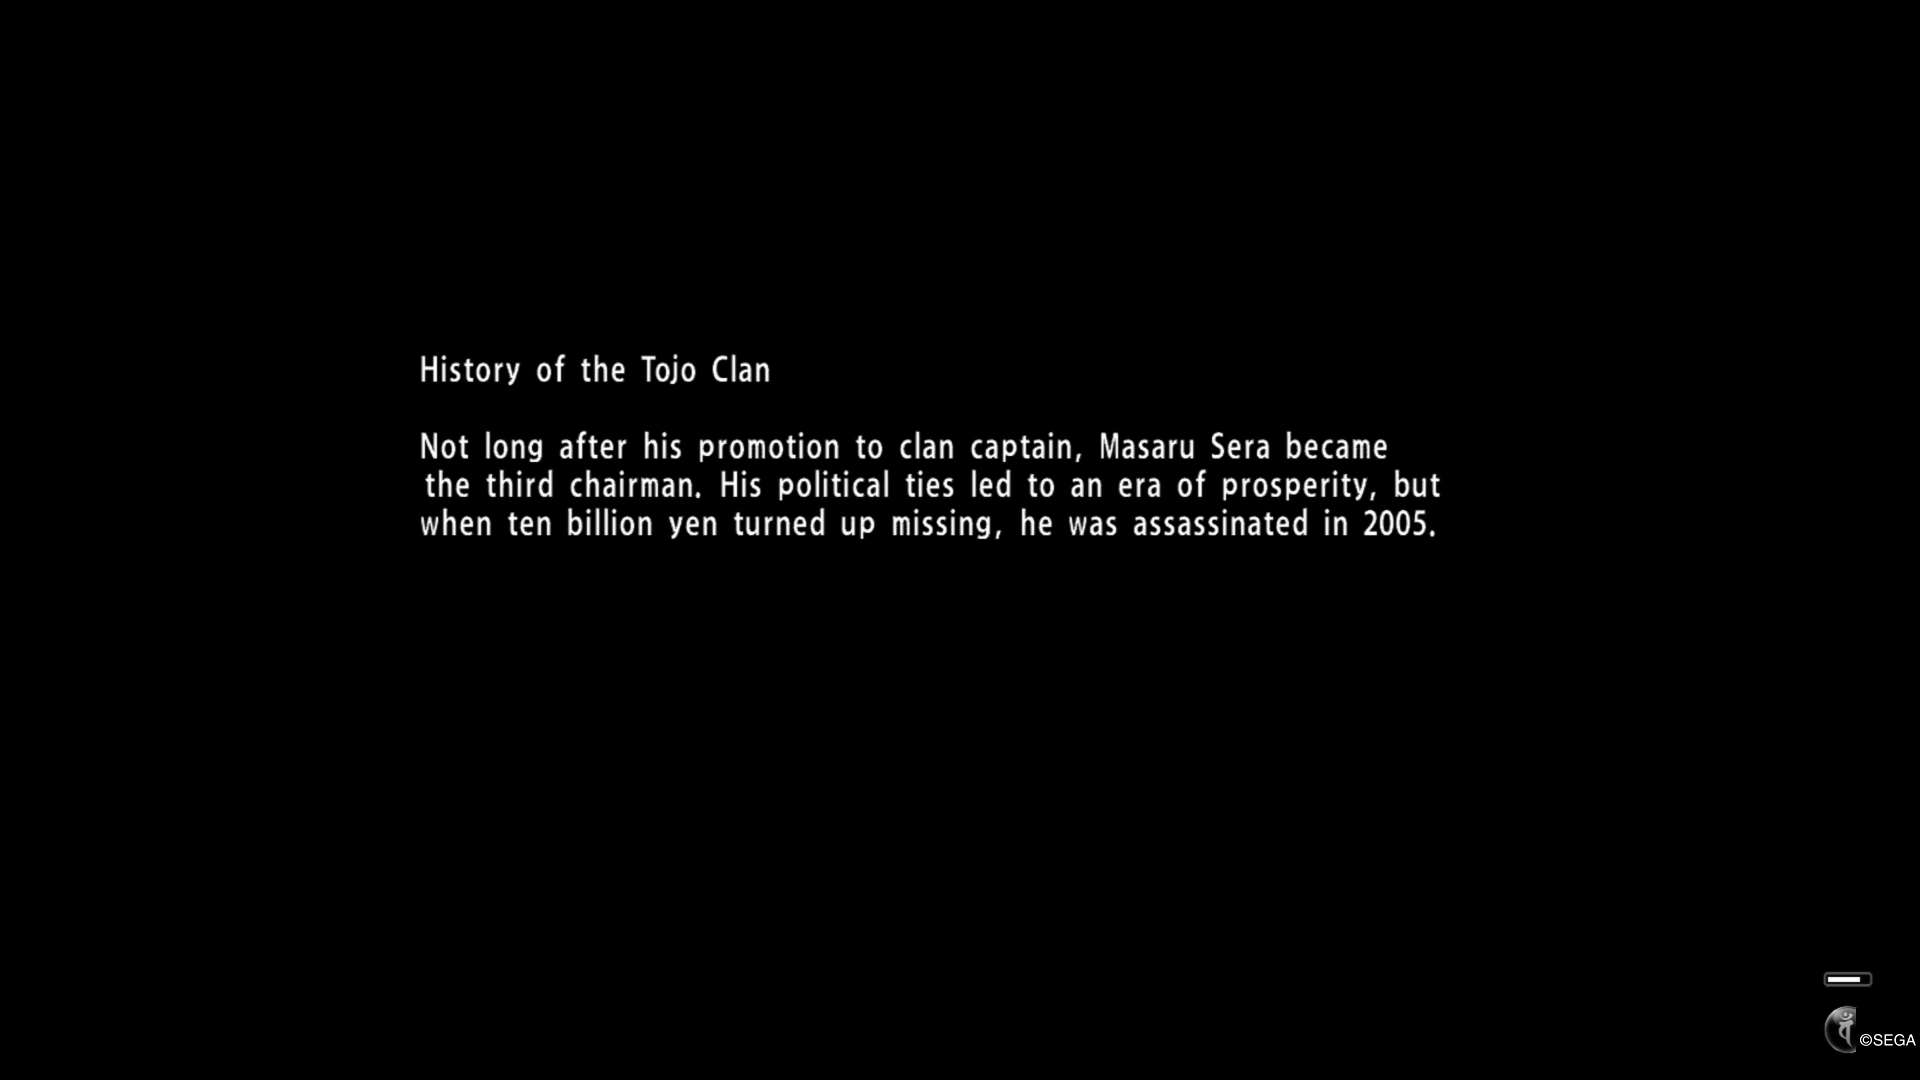 History of the Tojo Clan
Not long after his promotion to clan captain, Masaru Sera became
the third chairman. His political ties led to an era of prosperity, but
when ten billion yen turned up missing, he was assassinated in 2005.
©SEGA